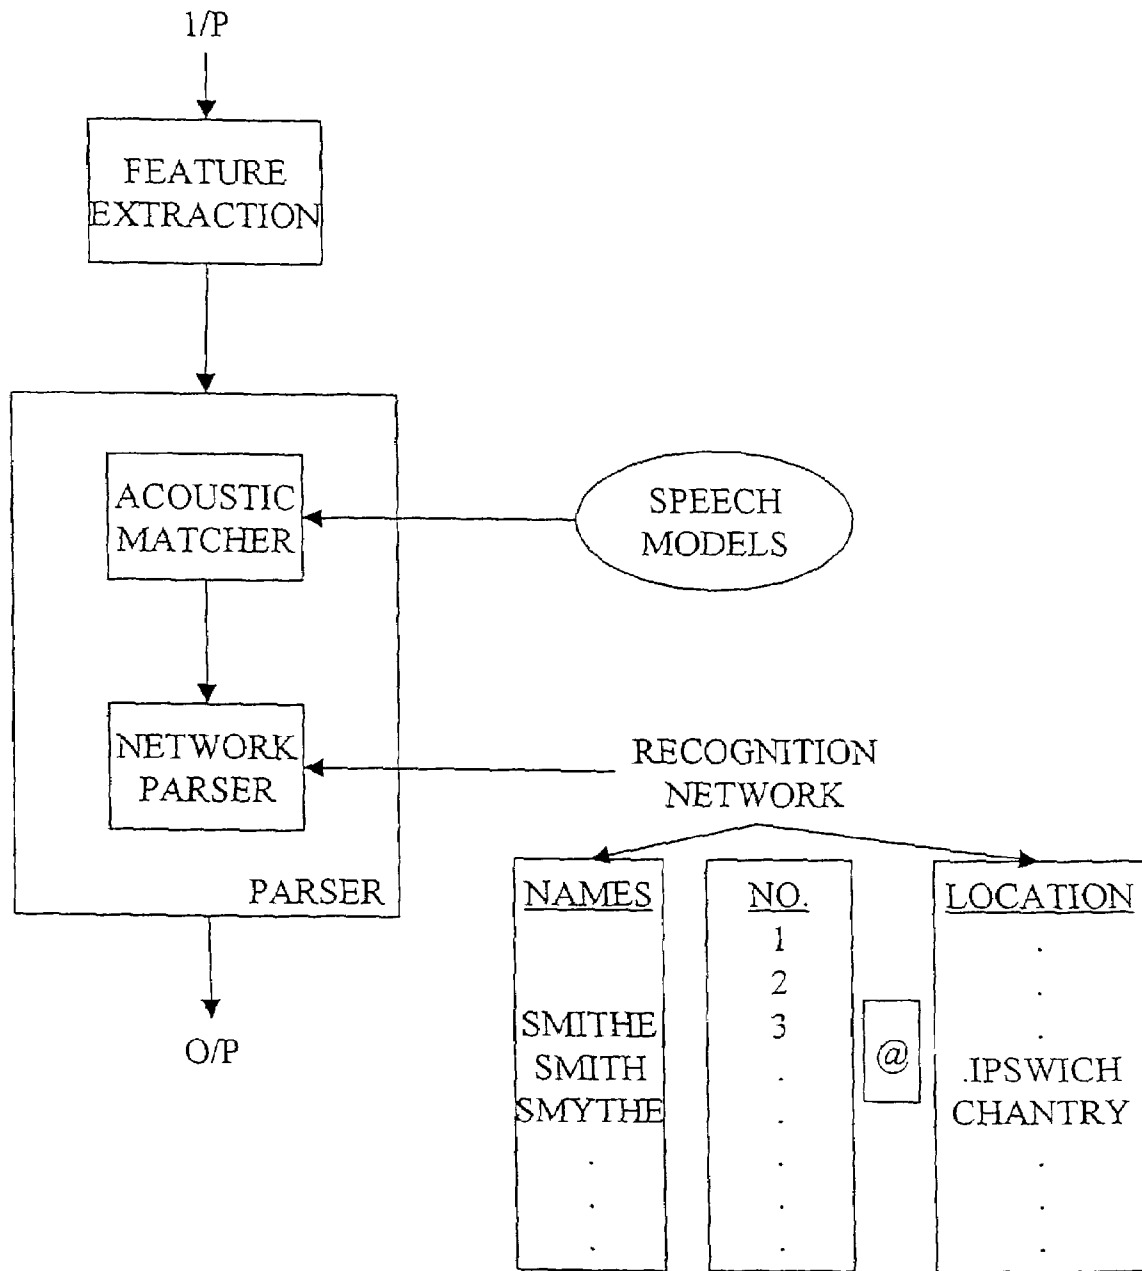 1/P
FEATURE
EXTRACTION
ACOUSTIC
MATCHER
SPEECH
MODELS
NETWORK
PARSER
RECOGNITION
NETWORK
PARSER
O/P
NAMES
SMITHE
SMITH
SMYTHE
.
.
.
NO.
1
2
3
.
.
.
.
.
@
LOCATION
.
.
.
.IPSWICH
CHANTRY
.
.
.